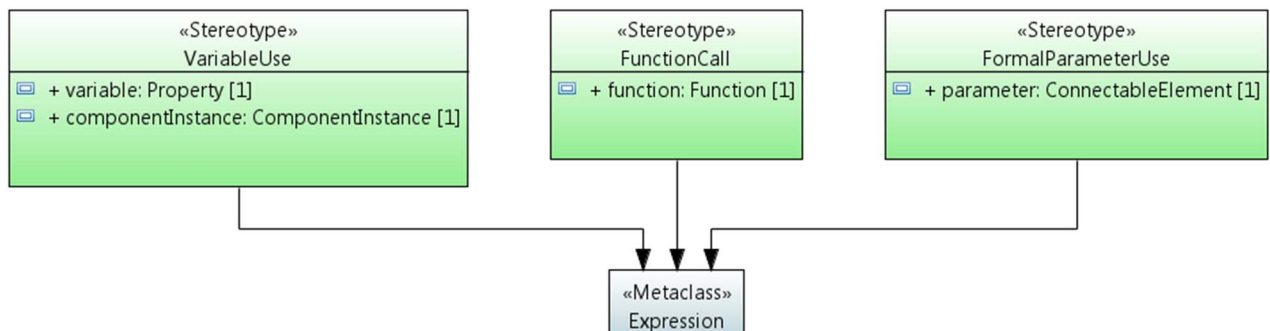 «Stereotype»
VariableUse
+ variable: Property [1]
+ componentInstance: ComponentInstance [1]
«Stereotype»
FunctionCall
+ function: Function [1]
«Stereotype»
FormalParameterUse
+ parameter: ConnectableElement [1]
«Metaclass»
Expression